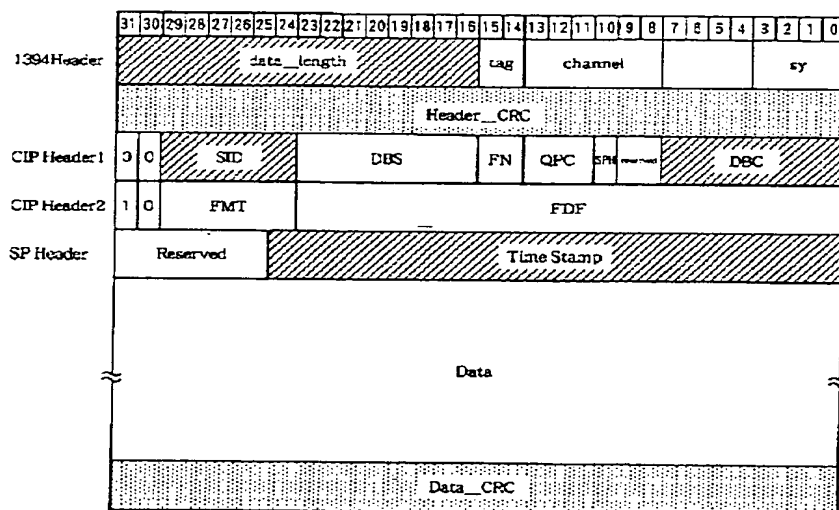 31 30 29 28 27 26 25 24 23 22 21 20 19 18 17 16 15 14 13 12 11 10 9 8 7 6 5 4 3 2 1 0
1394Header data_length tag channel sy
Header_CRC
CIP Header1 0 0 SID DBS FN QPC SPH reserved DBC
CIP Header2 1 0 FMT FDF
SP Header Reserved Time Stamp
Data
Data_CRC